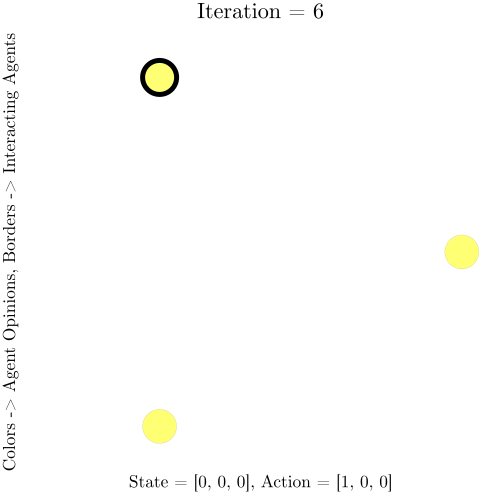 Iteration = 6
Colors -> Agent Opinions, Borders -> Interacting Agents
State = [0, 0, 0], Action = [1, 0, 0]